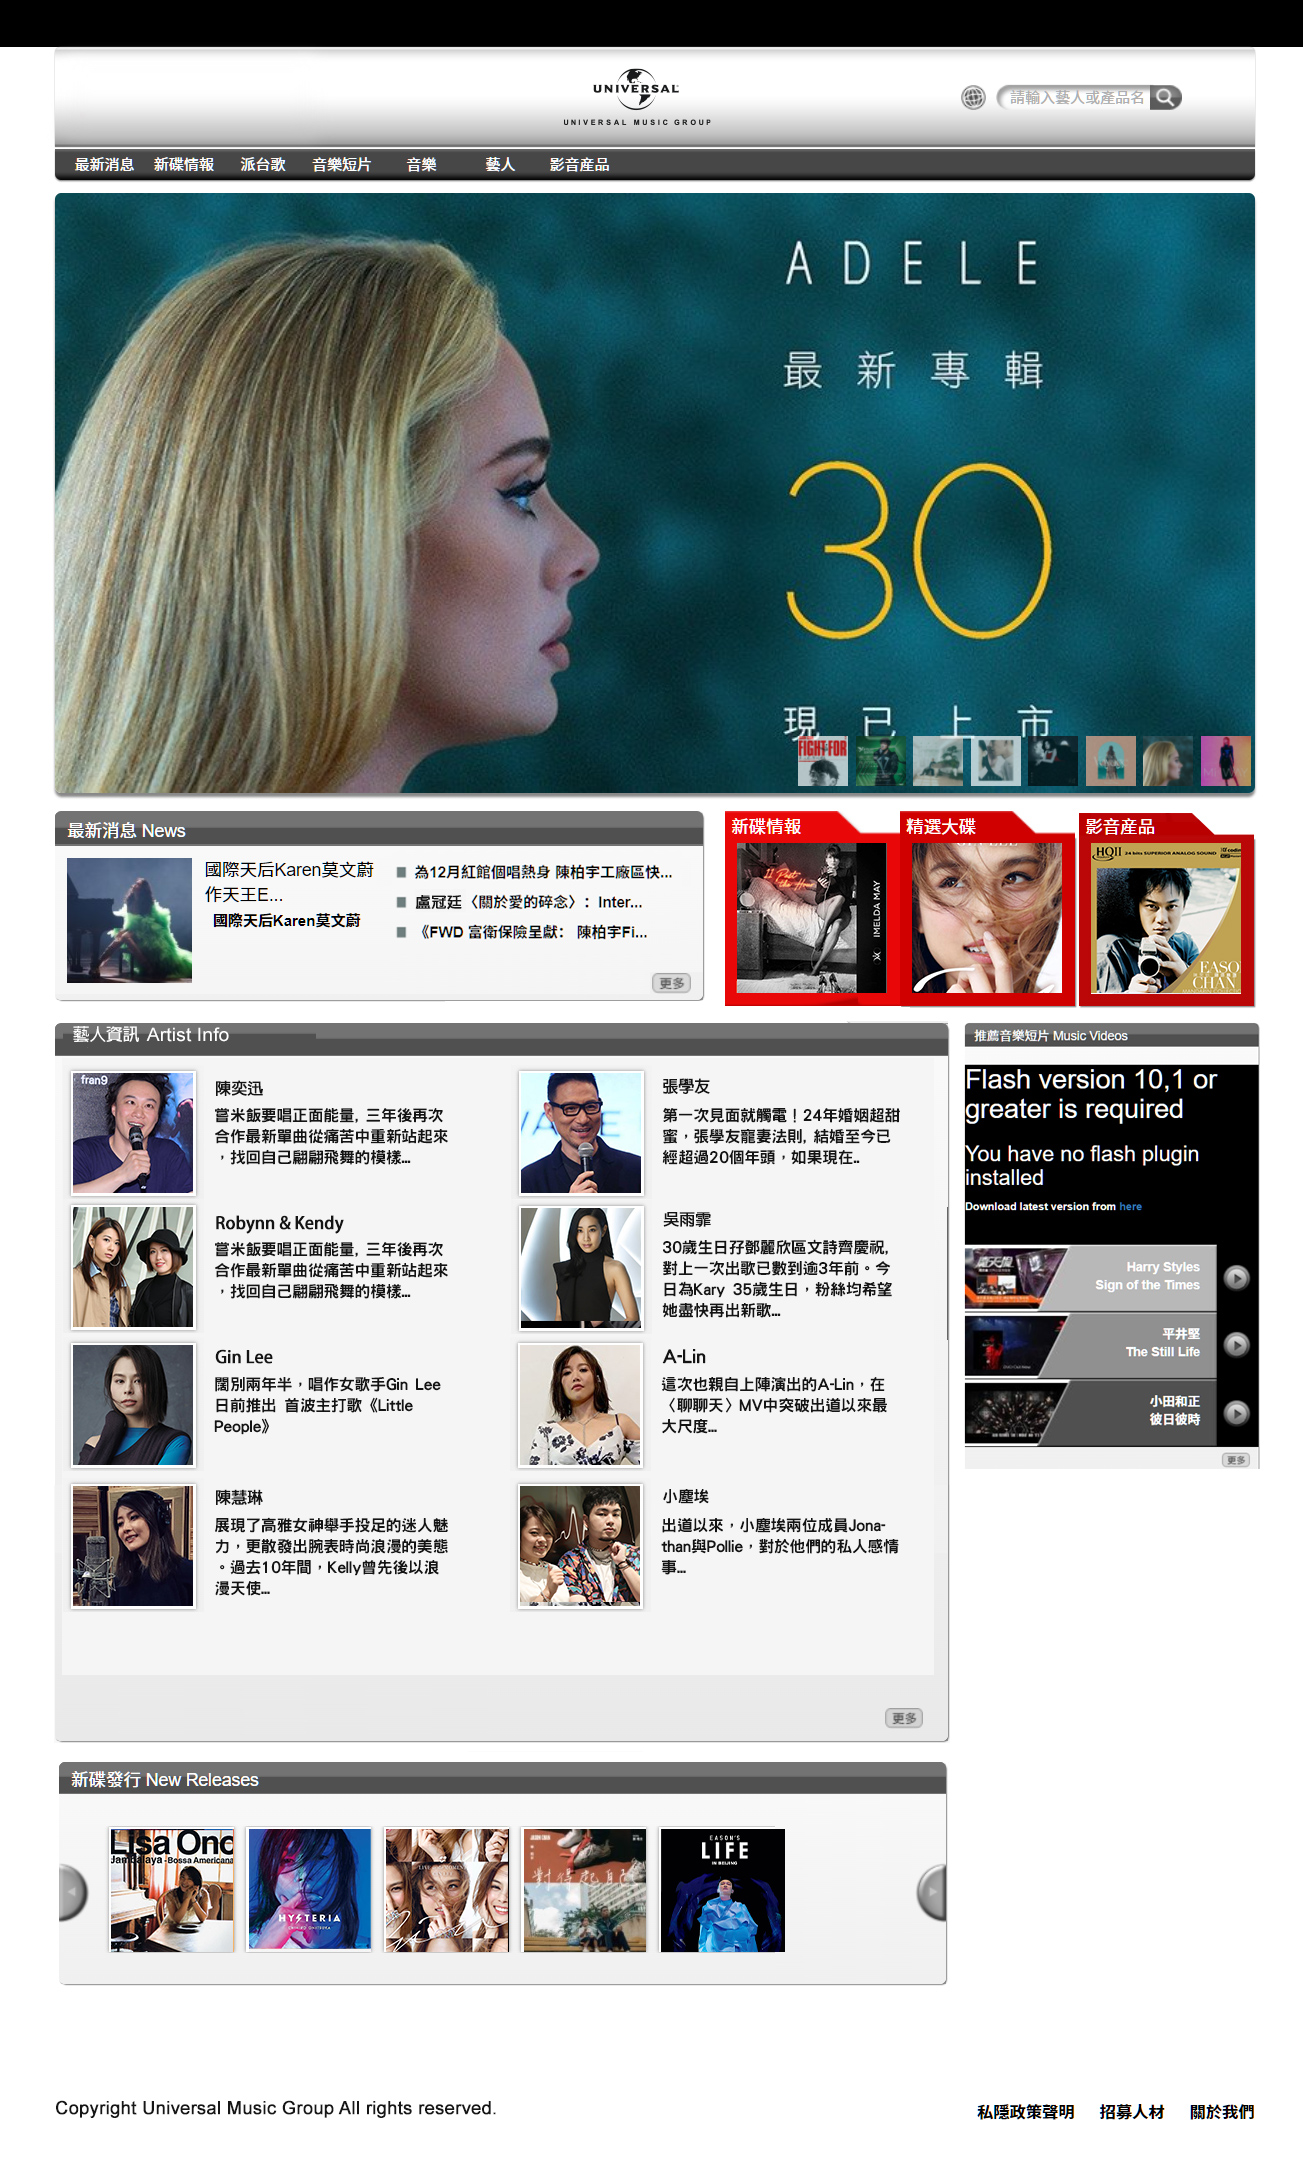 UNIVERSAL
UNIVERSAL MUSIC GROUP
請輸入藝人或產品名
最新消息 新碟情報 派台歌 音樂短片 音樂 藝人 影音產品
ADELE
最新專輯
30
現已上市
FIGHT FOR
最新消息 News
國際天后Karen莫文蔚
作天王E...
國際天后Karen莫文蔚
為12月紅館個唱熱身 陳柏宇工廠區快...
盧冠廷〈關於愛的碎念〉：Inter...
《FWD 富衛保險呈獻： 陳柏宇Fi...
更多
新碟情報
IMELDA MAY
精選大碟
影音產品
HQII
24 bits SUPERIOR ANALOG SOUND
EASO
CHAN
藝人資訊 Artist Info
fran9
陳奕迅
嘗米飯要唱正面能量, 三年後再次
合作最新單曲從痛苦中重新站起來
，找回自己翩翩飛舞的模樣...
張學友
第一次見面就觸電！24年婚姻超甜
蜜，張學友寵妻法則, 結婚至今已
經超過20個年頭，如果現在..
Robynn & Kendy
嘗米飯要唱正面能量, 三年後再次
合作最新單曲從痛苦中重新站起來
，找回自己翩翩飛舞的模樣...
吳雨霏
30歲生日孖鄧麗欣區文詩齊慶祝,
對上一次出歌已數到逾3年前。今
日為Kary 35歲生日，粉絲均希望
她盡快再出新歌...
Gin Lee
闊別兩年半，唱作女歌手Gin Lee
日前推出 首波主打歌《Little
People》
A-Lin
這次也親自上陣演出的A-Lin，在
〈聊聊天〉MV中突破出道以來最
大尺度...
陳慧琳
展現了高雅女神舉手投足的迷人魅
力，更散發出腕表時尚浪漫的美態
。過去10年間，Kelly曾先後以浪
漫天使...
小塵埃
出道以來，小塵埃兩位成員Jona-
than與Pollie，對於他們的私人感情
事...
更多
推薦音樂短片 Music Videos
Flash version 10,1 or
greater is required
You have no flash plugin
installed
Download latest version from here
Harry Styles
Sign of the Times
平井堅
The Still Life
小田和正
彼日彼時
更多
新碟發行 New Releases
Lisa Ono
Jambalaya - Bossa Americana
HYSTERIA
對得起自己
EASON'S
LIFE
IN BEIJING
Copyright Universal Music Group All rights reserved.
私隱政策聲明 招募人材 關於我們